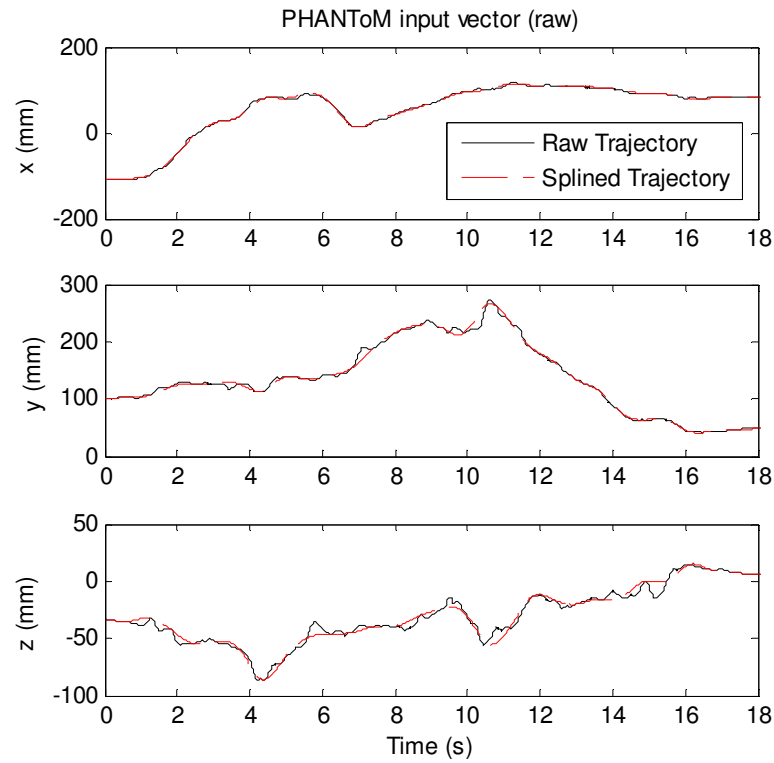 PHANToM input vector (raw)
200
0
-200
x (mm)
Raw Trajectory
Splined Trajectory
0 2 4 6 8 10 12 14 16 18
300
200
100
0
y (mm)
0 2 4 6 8 10 12 14 16 18
50
0
-50
-100
z (mm)
0 2 4 6 8 10 12 14 16 18
Time (s)